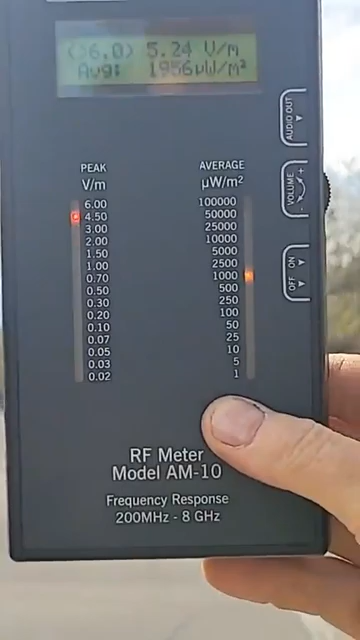 (>6.0) 5.24 V/m
Avg: 1956µW/m²
AUDIO OUT
VOLUME
- +
OFF ON
PEAK
V/m
6.00
4.50
3.00
2.00
1.50
1.00
0.70
0.50
0.30
0.20
0.10
0.07
0.05
0.03
0.02
AVERAGE
µW/m²
100000
50000
25000
10000
5000
2500
1000
500
250
100
50
25
10
5
1
RF Meter
Model AM-10
Frequency Response
200MHz - 8 GHz